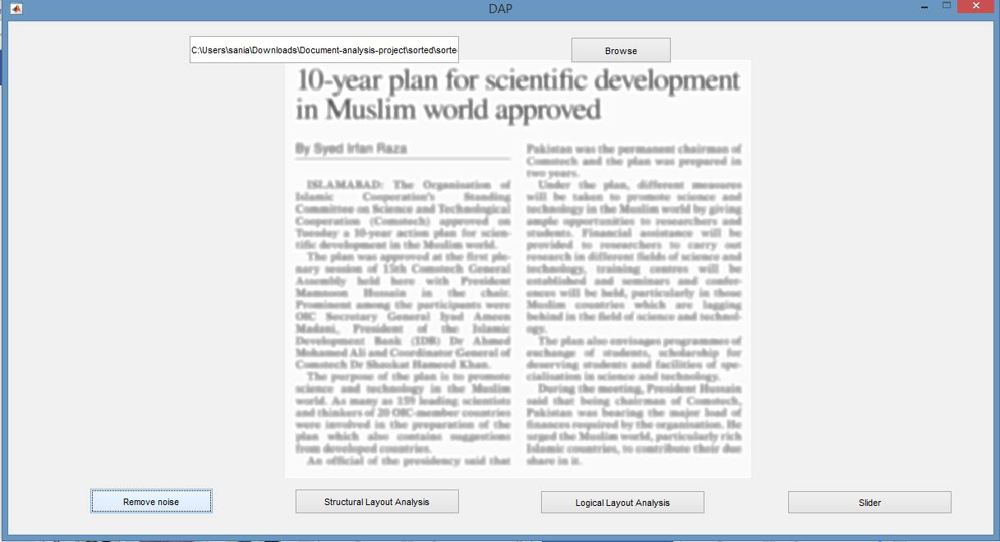 DAP
C:\Users\sania\Downloads\Document-analysis-project\sorted\sorte
Browse
10-year plan for scientific development
in Muslim world approved
By Syed Irfan Raza
ISLAMABAD: The Organisation of
Islamic Cooperation's Standing
Committee on Science and Technological
Cooperation (Comstech) approved on
Tuesday a 10-year action plan for scien-
tific development in the Muslim world.
The plan was approved at the first ple-
nary session of 15th Comstech General
Assembly held here with President
Mamnoon Hussain in the chair.
Prominent among the participants were
OIC Secretary General Iyad Ameen
Madani, President of the Islamic
Development Bank (IDB) Dr Ahmed
Mohamed Ali and Coordinator General of
Comstech Dr Shaukat Hameed Khan.
The purpose of the plan is to promote
science and technology in the Muslim
world. As many as 159 leading scientists
and thinkers of 20 OIC-member countries
were involved in the preparation of the
plan which also contains suggestions
from developed countries.
An official of the presidency said that
Pakistan was the permanent chairman of
Comstech and the plan was prepared in
two years.
Under the plan, different measures
will be taken to promote science and
technology in the Muslim world by giving
ample opportunities to researchers and
students. Financial assistance will be
provided to researchers to carry out
research in different fields of science and
technology, training centres will be
established and seminars and confer-
ences will be held, particularly in those
Muslim countries which are lagging
behind in the field of science and technol-
ogy.
The plan also envisages programmes of
exchange of students, scholarship for
deserving students and facilities of spe-
cialisation in science and technology.
During the meeting, President Hussain
said that being chairman of Comstech,
Pakistan was bearing the major load of
finances required by the organisation. He
urged the Muslim world, particularly rich
Islamic countries, to contribute their due
share in it.
Remove noise
Structural Layout Analysis
Logical Layout Analysis
Slider